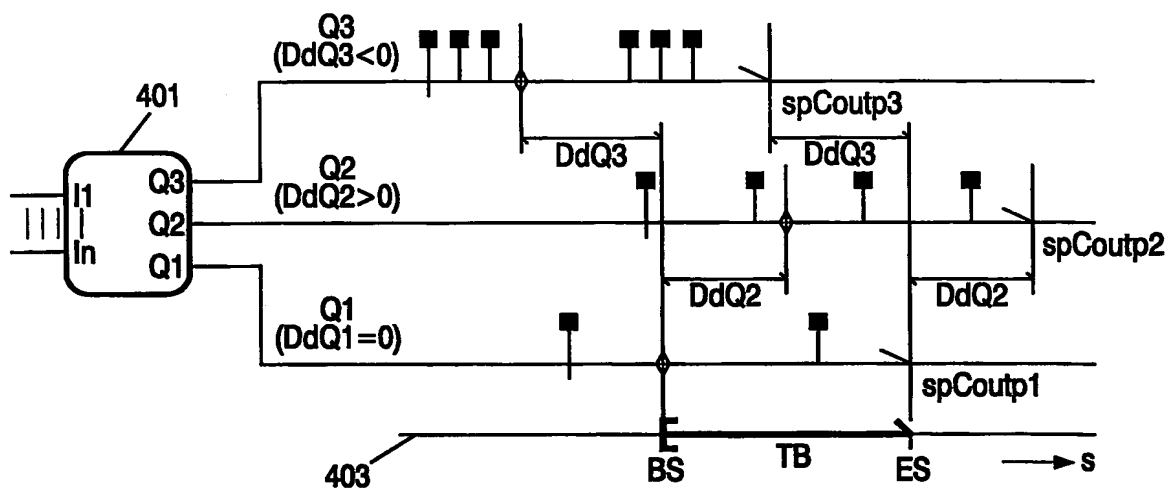 Q3
(DdQ3<0)
401
spCoutp3
DdQ3
DdQ3
Q2
(DdQ2>0)
I1
In
Q3
Q2
Q1
spCoutp2
DdQ2
DdQ2
Q1
(DdQ1=0)
spCoutp1
403
BS
TB
ES
s